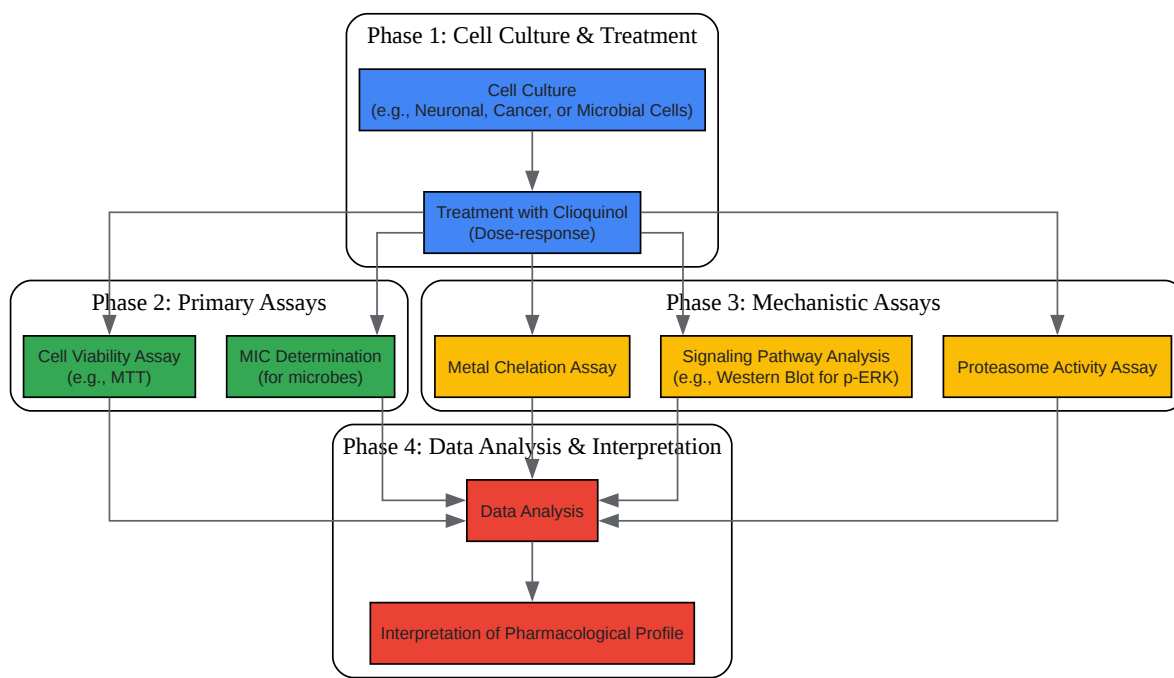 Phase 1: Cell Culture & Treatment
Cell Culture
(e.g., Neuronal, Cancer, or Microbial Cells)
Treatment with Clioquinol
(Dose-response)
Phase 2: Primary Assays
Cell Viability Assay
(e.g., MTT)
MIC Determination
(for microbes)
Phase 3: Mechanistic Assays
Metal Chelation Assay
Signaling Pathway Analysis
(e.g., Western Blot for p-ERK)
Proteasome Activity Assay
Phase 4: Data Analysis & Interpretation
Data Analysis
Interpretation of Pharmacological Profile